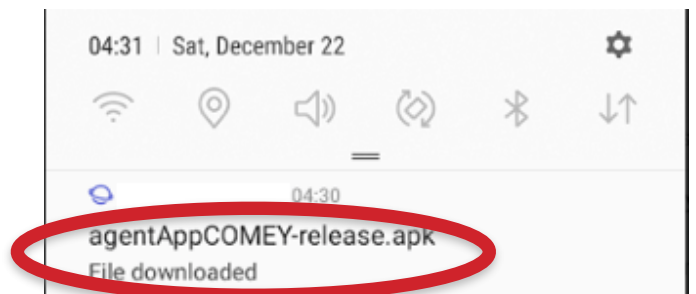 04:31 | Sat, December 22
04:30
agentAppCOMEY-release.apk
File downloaded